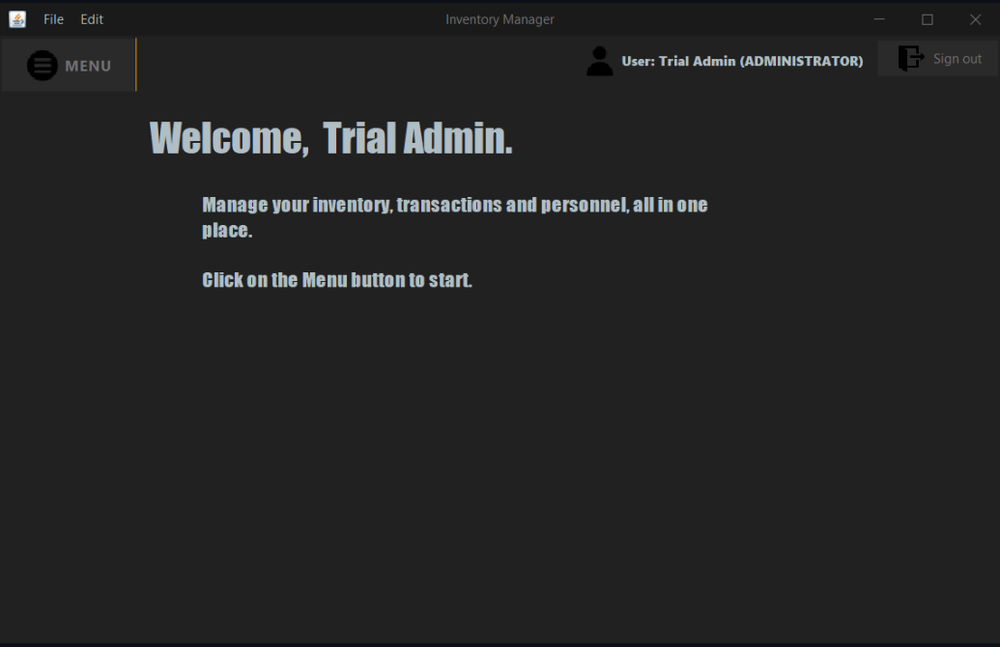 File Edit Inventory Manager
MENU User: Trial Admin (ADMINISTRATOR) Sign out
Welcome, Trial Admin.
Manage your inventory, transactions and personnel, all in one
place.
Click on the Menu button to start.